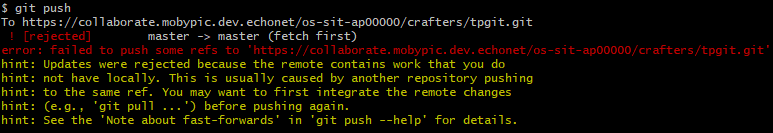 $ git push
To https://collaborate.mobypic.dev.echonet/os-sit-ap00000/crafters/tpgit.git
 ! [rejected]        master -> master (fetch first)
error: failed to push some refs to 'https://collaborate.mobypic.dev.echonet/os-sit-ap00000/crafters/tpgit.git'
hint: Updates were rejected because the remote contains work that you do
hint: not have locally. This is usually caused by another repository pushing
hint: to the same ref. You may want to first integrate the remote changes
hint: (e.g., 'git pull ...') before pushing again.
hint: See the 'Note about fast-forwards' in 'git push --help' for details.